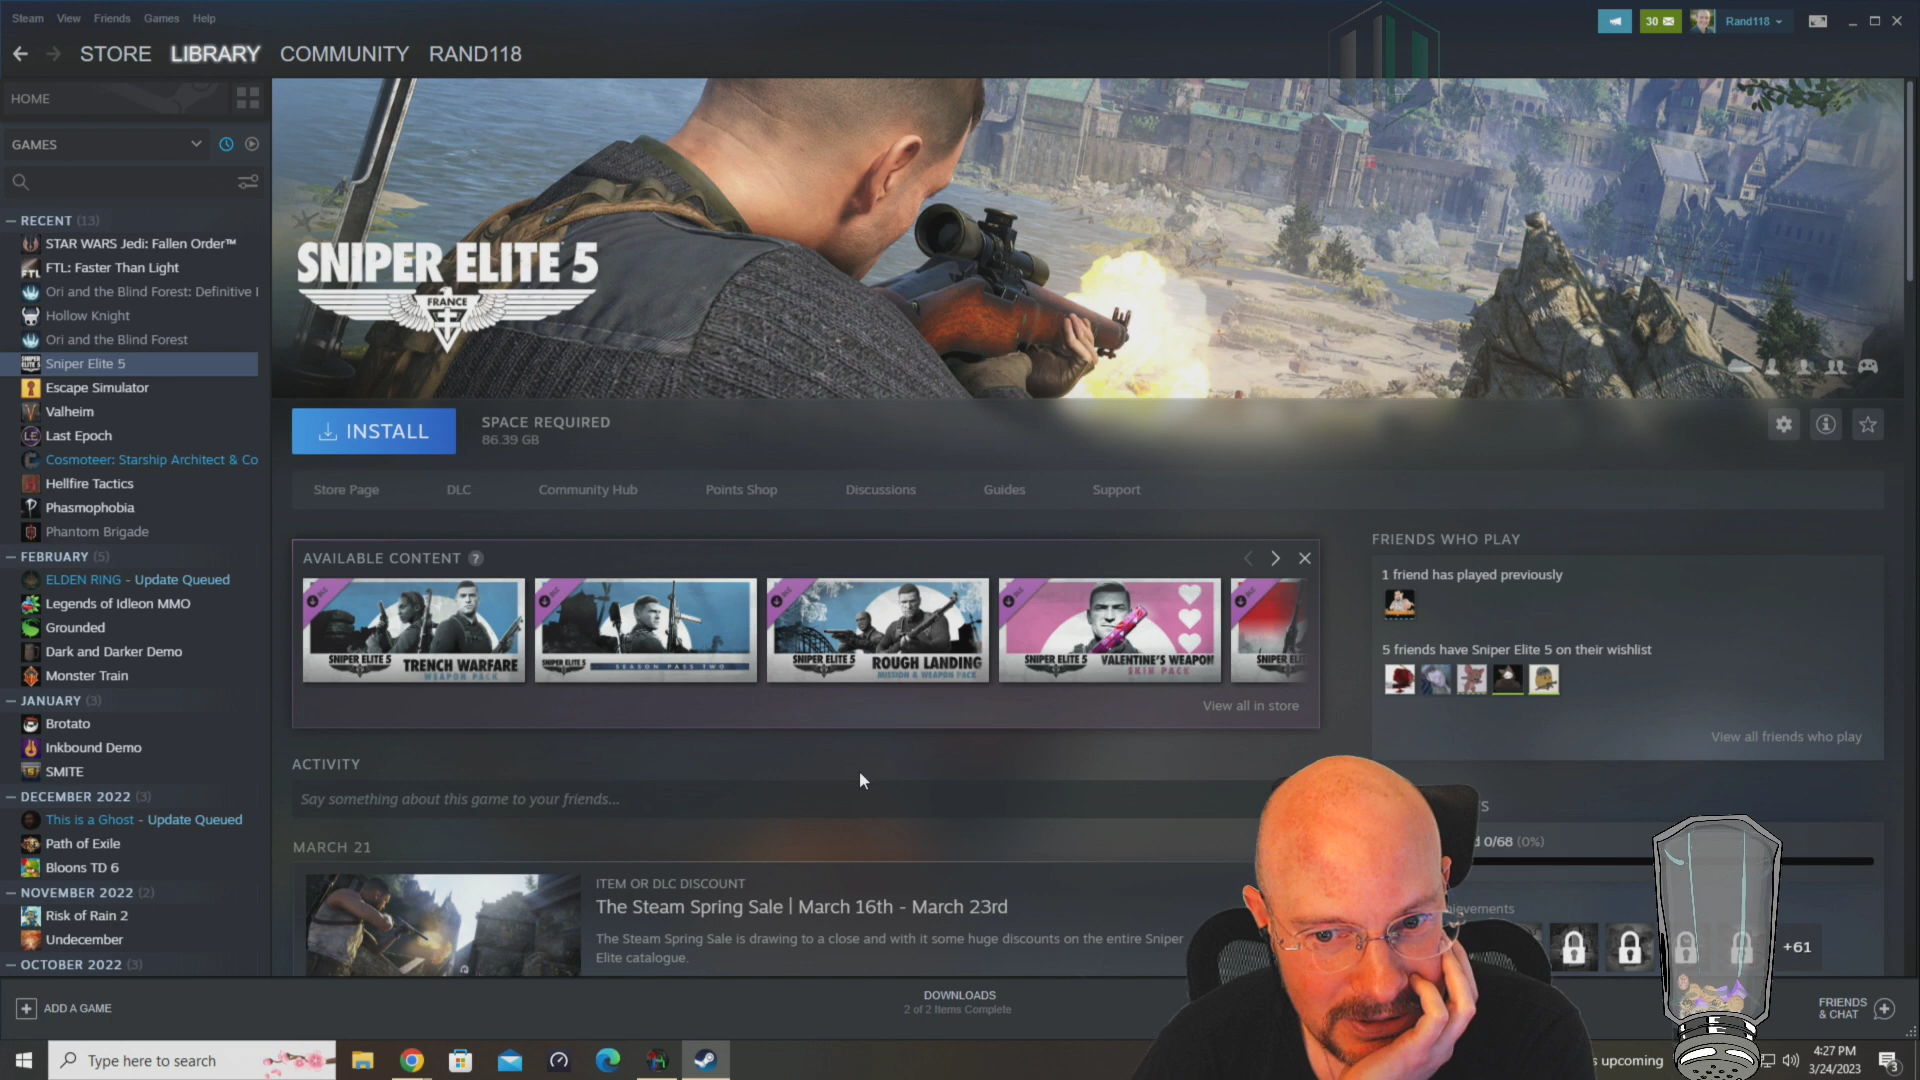 Steam View Friends Games Help
30
Rand118
STORE LIBRARY COMMUNITY RAND118
HOME
GAMES
RECENT (13)
STAR WARS Jedi: Fallen Order™
FTL: Faster Than Light
Ori and the Blind Forest: Definitive
Hollow Knight
Ori and the Blind Forest
Sniper Elite 5
Escape Simulator
Valheim
Last Epoch
Cosmoteer: Starship Architect & Co
Hellfire Tactics
Phasmophobia
Phantom Brigade
FEBRUARY (5)
ELDEN RING - Update Queued
Legends of Idleon MMO
Grounded
Dark and Darker Demo
Monster Train
JANUARY (3)
Brotato
Inkbound Demo
SMITE
DECEMBER 2022 (3)
This is a Ghost - Update Queued
Path of Exile
Bloons TD 6
NOVEMBER 2022 (2)
Risk of Rain 2
Undecember
OCTOBER 2022 (3)
ADD A GAME
SNIPER ELITE 5
FRANCE
INSTALL
SPACE REQUIRED
86.39 GB
Store Page DLC Community Hub Points Shop Discussions Guides Support
AVAILABLE CONTENT ?
SNIPER ELITE 5 TRENCH WARFARE
WEAPON PACK
SNIPER ELITE 5 SEASON PASS TWO
SNIPER ELITE 5 ROUGH LANDING
MISSION & WEAPON PACK
SNIPER ELITE 5 VALENTINE'S WEAPON
SKIN PACK
View all in store
FRIENDS WHO PLAY
1 friend has played previously
5 friends have Sniper Elite 5 on their wishlist
View all friends who play
ACTIVITY
Say something about this game to your friends...
MARCH 21
ITEM OR DLC DISCOUNT
The Steam Spring Sale | March 16th - March 23rd
The Steam Spring Sale is drawing to a close and with it some huge discounts on the entire Sniper
Elite catalogue.
0/68 (0%)
+61
DOWNLOADS
2 of 2 Items Complete
FRIENDS
& CHAT
Type here to search
upcoming
4:27 PM
3/24/2023
3